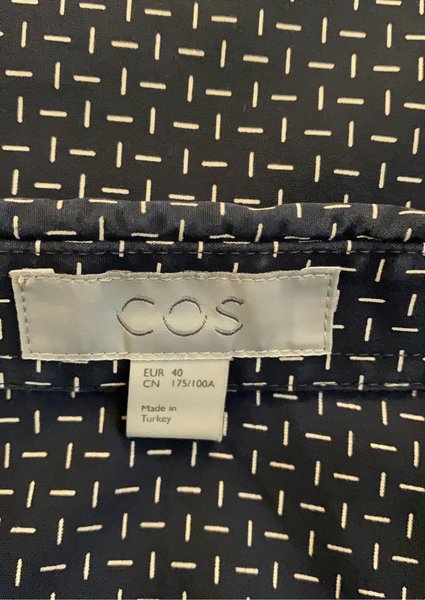 COS
EUR 40
CN 175/100A
Made in
Turkey